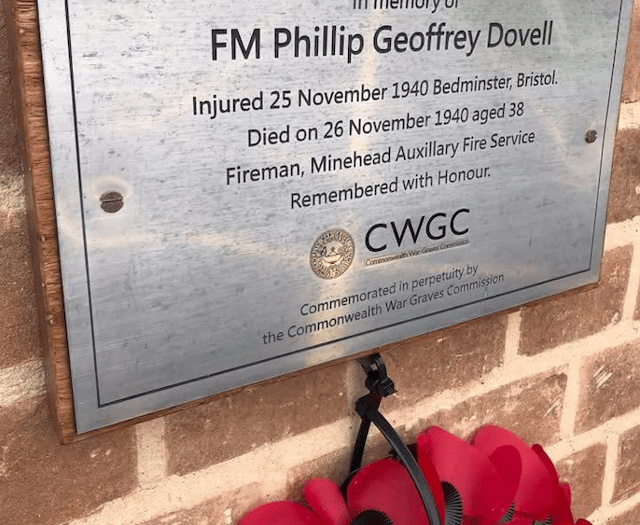 In memory of
FM Phillip Geoffrey Dovell
Injured 25 November 1940 Bedminster, Bristol.
Died on 26 November 1940 aged 38
Fireman, Minehead Auxillary Fire Service
Remembered with Honour.
CWGC
Commonwealth War Graves Commission
Commemorated in perpetuity by
the Commonwealth War Graves Commission